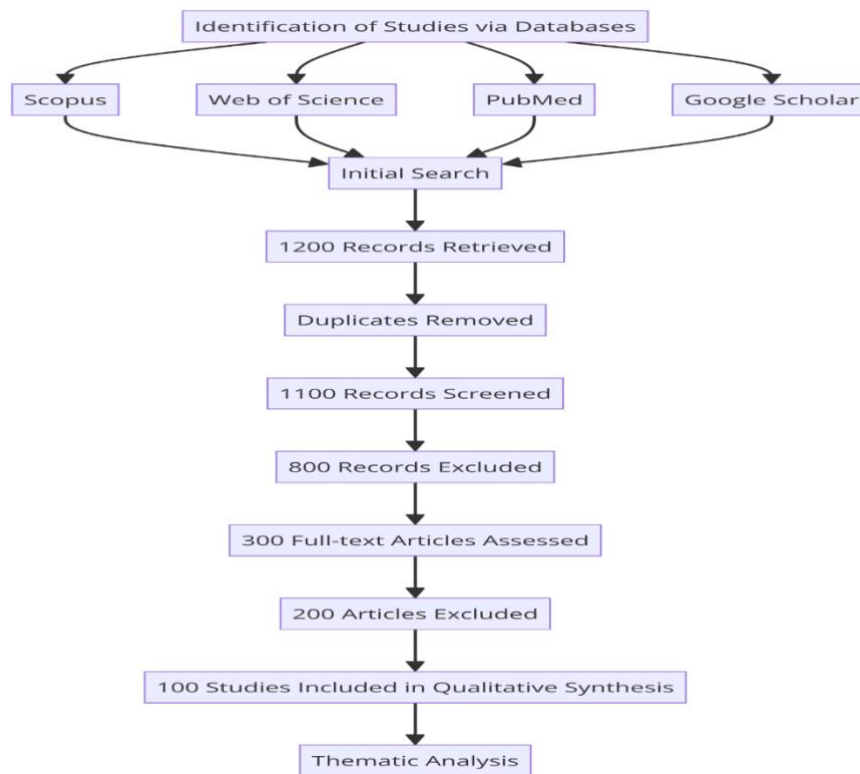 Identification of Studies via Databases
Scopus
Web of Science
PubMed
Google Scholar
Initial Search
1200 Records Retrieved
Duplicates Removed
1100 Records Screened
800 Records Excluded
300 Full-text Articles Assessed
200 Articles Excluded
100 Studies Included in Qualitative Synthesis
Thematic Analysis